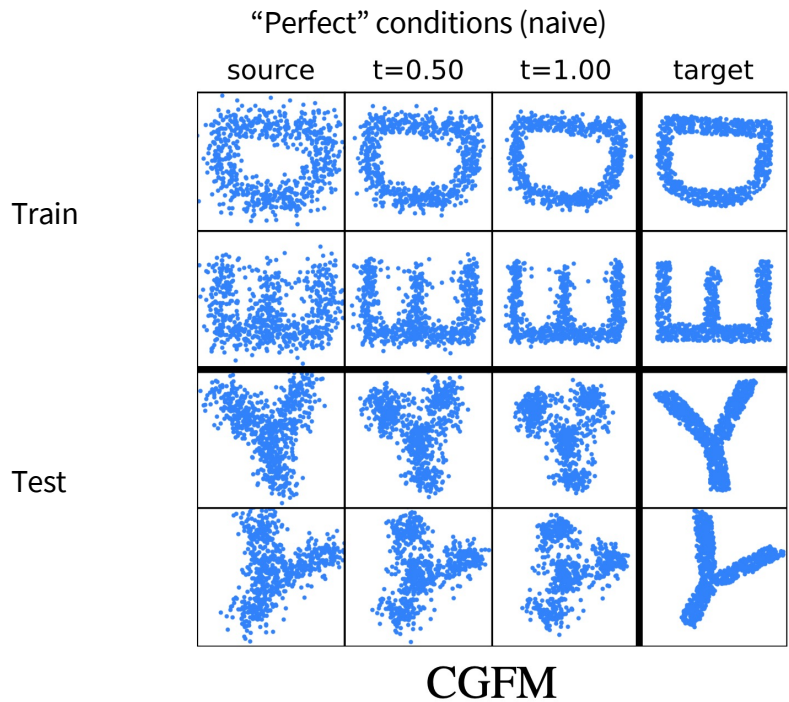 “Perfect” conditions (naive)
source t=0.50 t=1.00 target
Train
Test
CGFM